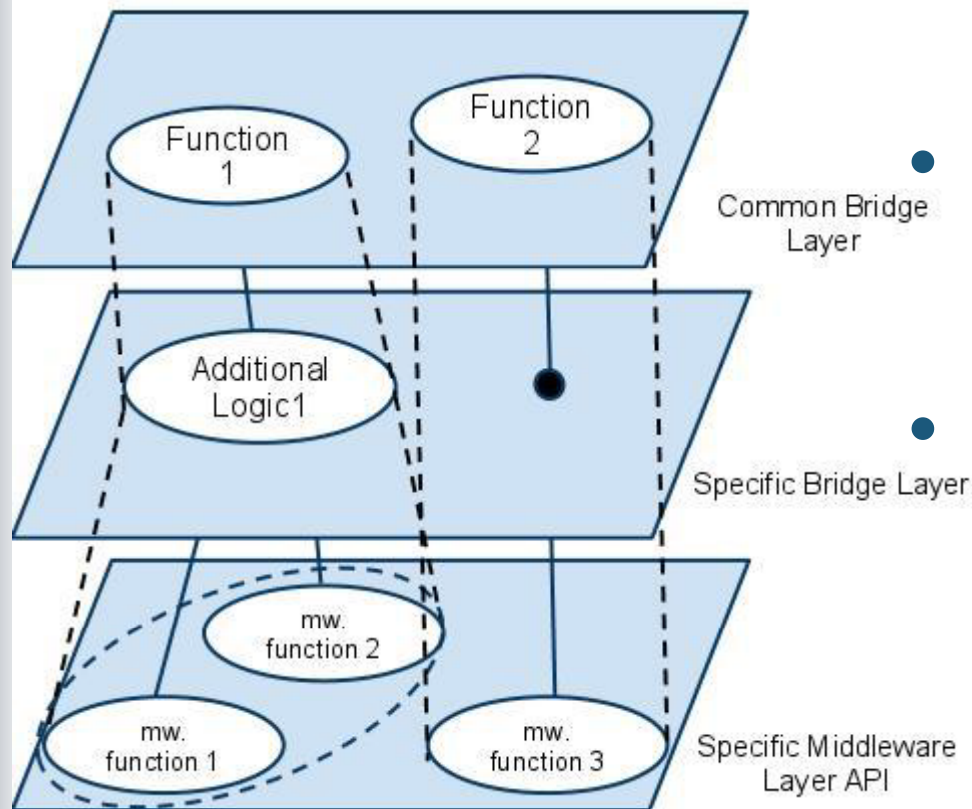 Function
1
Function
2
Common Bridge
Layer
Additional
Logic1
Specific Bridge Layer
mw.
function 2
mw.
function 1
mw.
function 3
Specific Middleware
Layer API